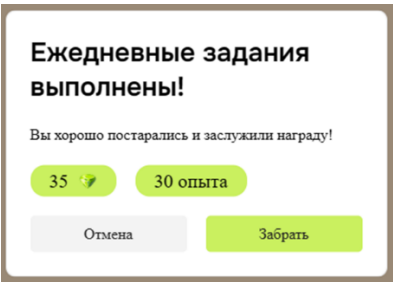 Ежедневные задания
выполнены!
Вы хорошо постарались и заслужили награду!
35
30 опыта
Отмена
Забрать